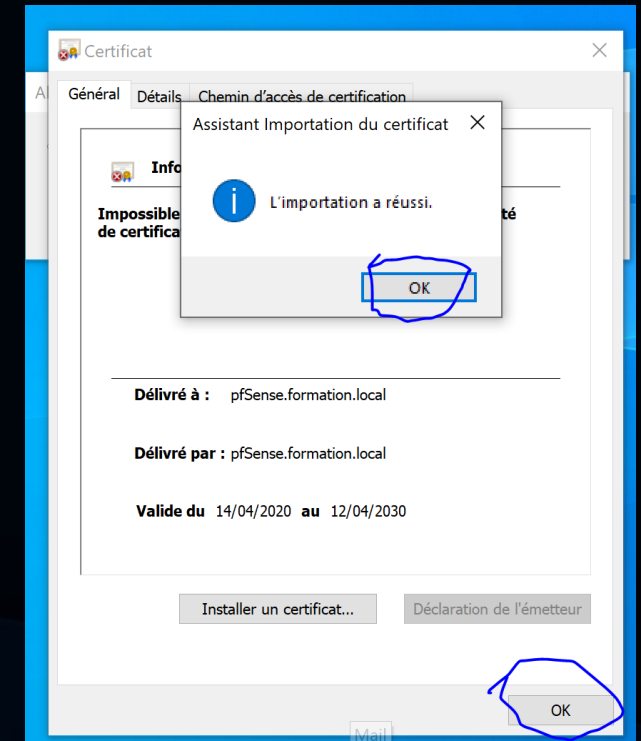 Certificat
Général Détails Chemin d'accès de certification
Assistant Importation du certificat
L'importation a réussi.
OK
Impossible
de certifica
Délivré à : pfSense.formation.local
Délivré par : pfSense.formation.local
Valide du 14/04/2020 au 12/04/2030
Installer un certificat... Déclaration de l'émetteur
OK
Mail